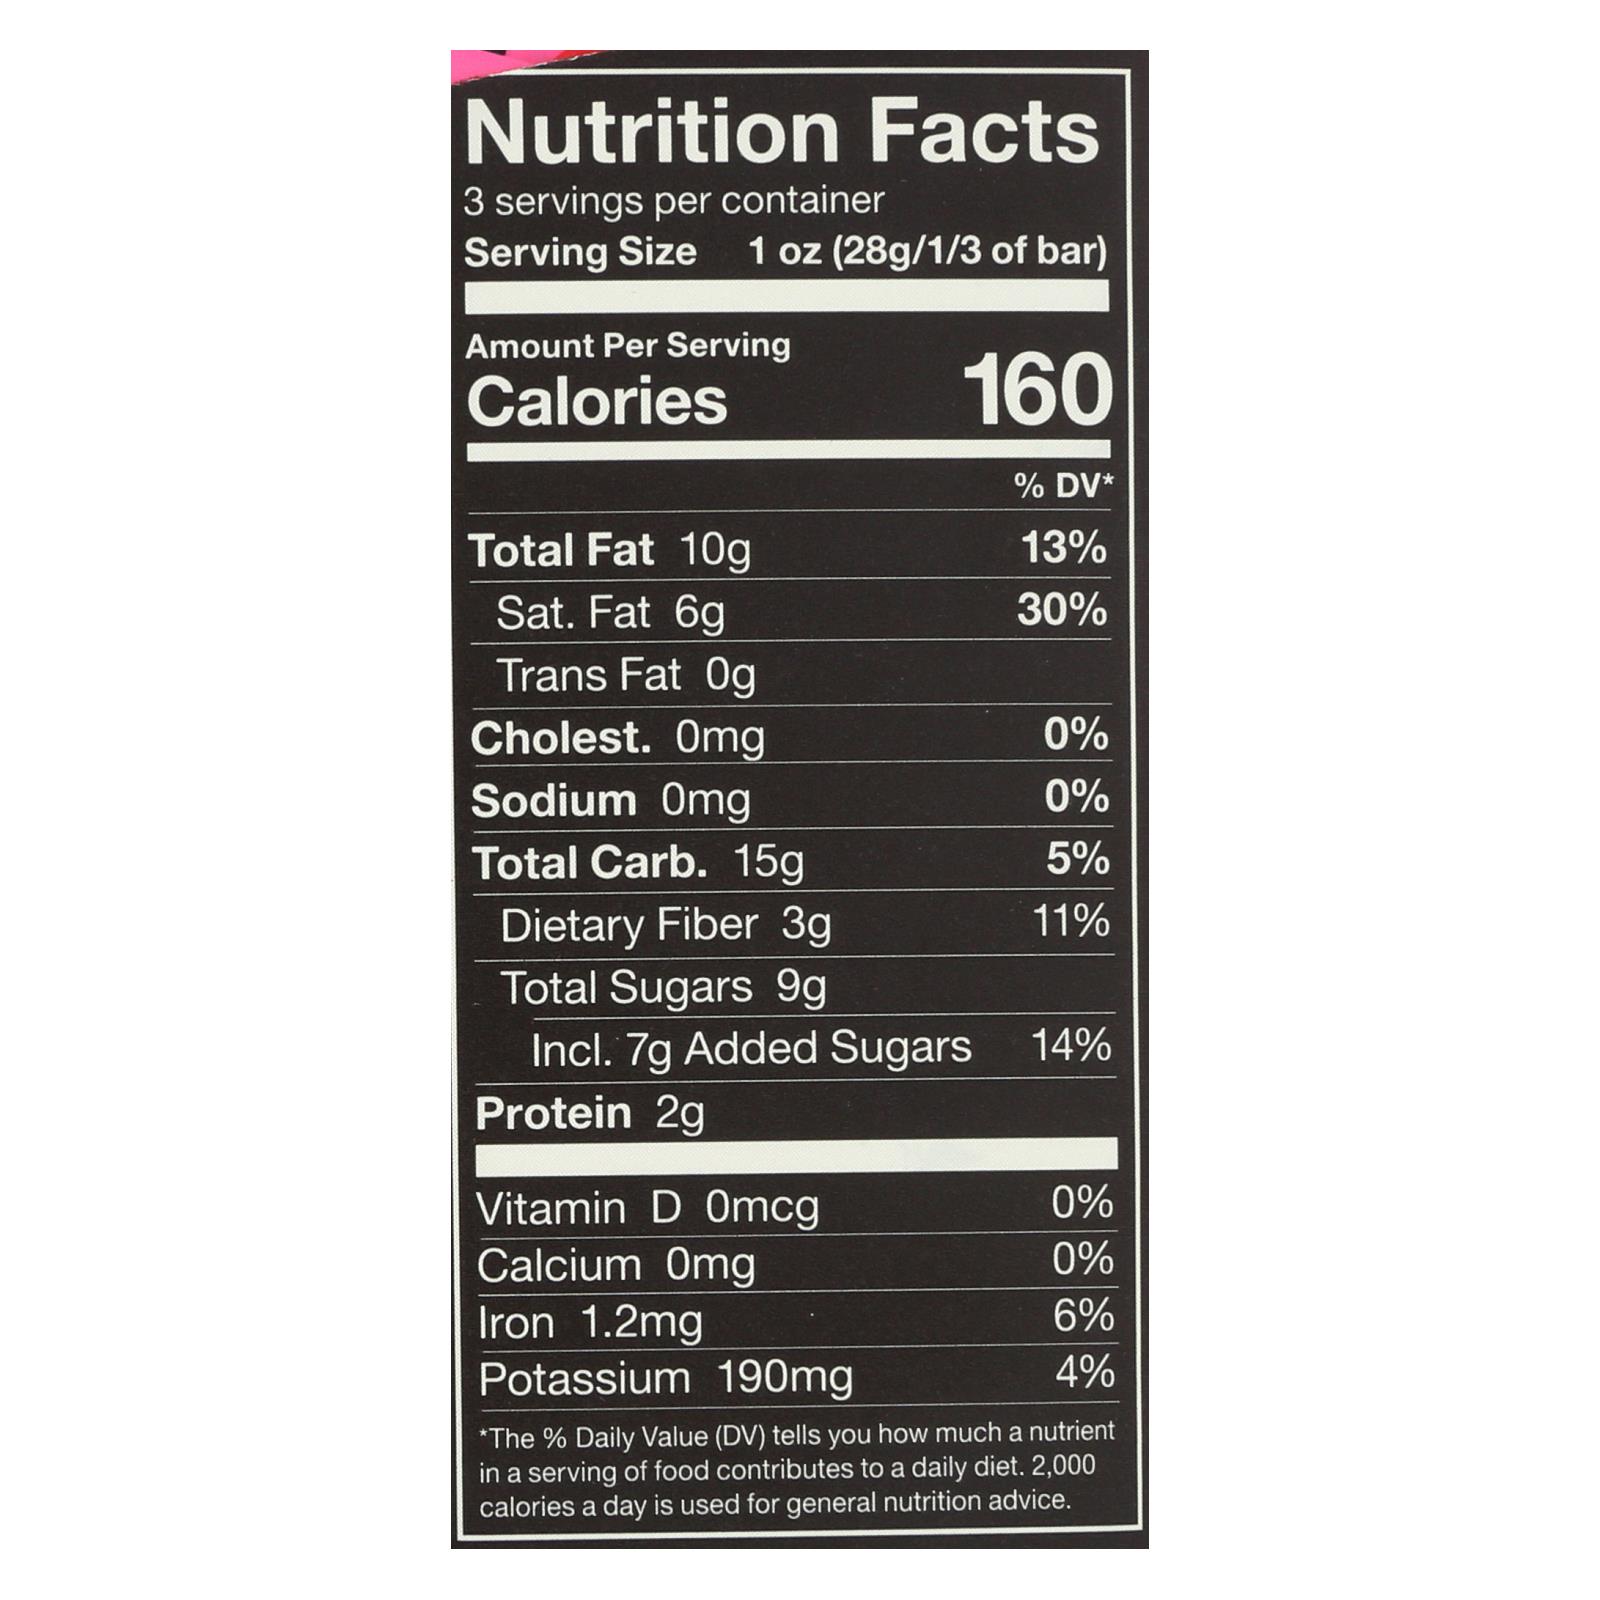 Nutrition Facts
3 servings per container
Serving Size 1 oz (28g/1/3 of bar)
Amount Per Serving
Calories 160
% DV*
Total Fat 10g 13%
Sat. Fat 6g 30%
Trans Fat 0g
Cholest. 0mg 0%
Sodium 0mg 0%
Total Carb. 15g 5%
Dietary Fiber 3g 11%
Total Sugars 9g
Incl. 7g Added Sugars 14%
Protein 2g
Vitamin D 0mcg 0%
Calcium 0mg 0%
Iron 1.2mg 6%
Potassium 190mg 4%
*The % Daily Value (DV) tells you how much a nutrient
in a serving of food contributes to a daily diet. 2,000
calories a day is used for general nutrition advice.